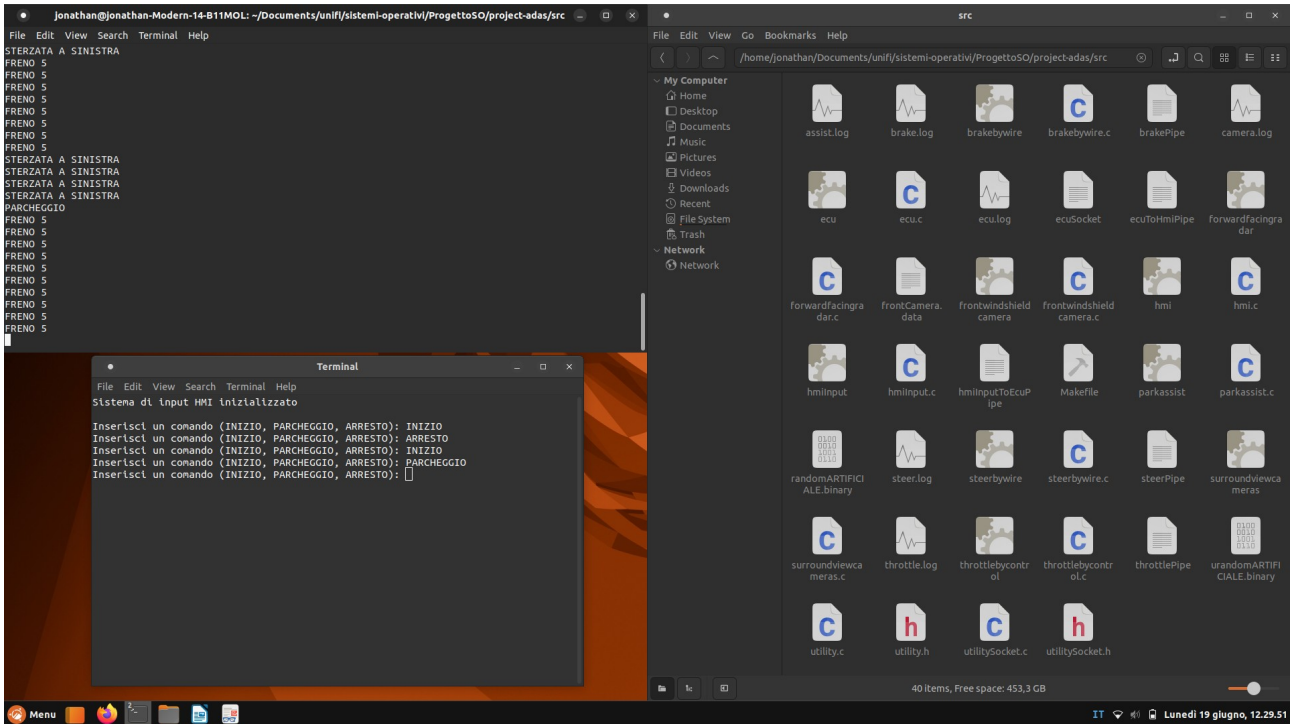 jonathan@jonathan-Modern-14-B11MOL: ~/Documents/unifi/sistemi-operativi/ProgettoSO/project-adas/src
File Edit View Search Terminal Help
STERZATA A SINISTRA
FRENO 5
FRENO 5
FRENO 5
FRENO 5
FRENO 5
FRENO 5
FRENO 5
FRENO 5
STERZATA A SINISTRA
STERZATA A SINISTRA
STERZATA A SINISTRA
STERZATA A SINISTRA
PARCHEGGIO
FRENO 5
FRENO 5
FRENO 5
FRENO 5
FRENO 5
FRENO 5
FRENO 5
FRENO 5
FRENO 5
FRENO 5
Terminal
File Edit View Search Terminal Help
Sistema di input HMI inizializzato
Inserisci un comando (INIZIO, PARCHEGGIO, ARRESTO): INIZIO
Inserisci un comando (INIZIO, PARCHEGGIO, ARRESTO): ARRESTO
Inserisci un comando (INIZIO, PARCHEGGIO, ARRESTO): INIZIO
Inserisci un comando (INIZIO, PARCHEGGIO, ARRESTO): PARCHEGGIO
Inserisci un comando (INIZIO, PARCHEGGIO, ARRESTO):
src
File Edit View Go Bookmarks Help
/home/jonathan/Documents/unifi/sistemi-operativi/ProgettoSO/project-adas/src
My Computer
Home
Desktop
Documents
Music
Pictures
Videos
Downloads
Recent
File System
Trash
Network
Network
assist.log brake.log brakebywire brakebywire.c brakePipe camera.log
ecu ecu.c ecu.log ecuSocket ecuToHmiPipe forwardfacingra
dar
forwardfacingra frontCamera. frontwindshield frontwindshield hmi hmi.c
dar.c data camera camera.c
hmiInput hmiInput.c hmiInputToEcuP Makefile parkassist parkassist.c
ipe
randomARTIFICI steer.log steerbywire steerbywire.c steerPipe surroundviewca
ALE.binary meras
surroundviewca throttle.log throttlebycontr throttlebycontr throttlePipe urandomARTIFI
meras.c ol ol.c CIALE.binary
utility.c utility.h utilitySocket.c utilitySocket.h
40 items, Free space: 453,3 GB
Menu
IT Lunedì 19 giugno, 12.29.51